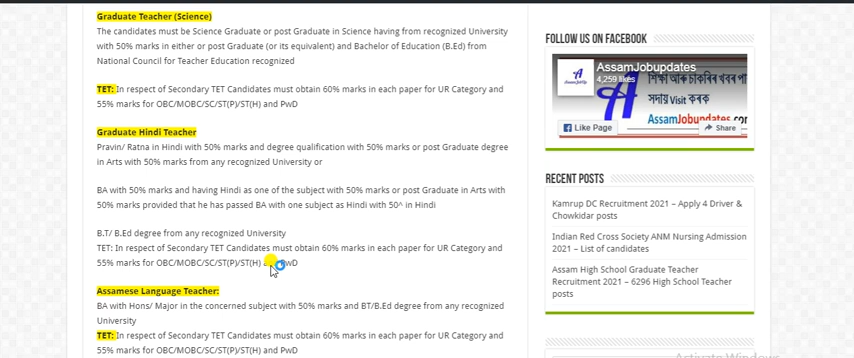 Graduate Teacher (Science)
The candidates must be Science Graduate or post Graduate in Science having from recognized University
with 50% marks in either or post Graduate (or its equivalent) and Bachelor of Education (B.Ed) from
National Council for Teacher Education recognized
TET: In respect of Secondary TET Candidates must obtain 60% marks in each paper for UR Category and
55% marks for OBC/MOBC/SC/ST(P)/ST(H) and PwD
Graduate Hindi Teacher
Pravin/ Ratna in Hindi with 50% marks and degree qualification with 50% marks or post Graduate degree
in Arts with 50% marks from any recognized University or
BA with 50% marks and having Hindi as one of the subject with 50% marks or post Graduate in Arts with
50% marks provided that he has passed BA with one subject as Hindi with 50^ in Hindi
B.T/ B.Ed degree from any recognized University
TET: In respect of Secondary TET Candidates must obtain 60% marks in each paper for UR Category and
55% marks for OBC/MOBC/SC/ST(P)/ST(H) PwD
Assamese Language Teacher:
BA with Hons/ Major in the concerned subject with 50% marks and BT/B.Ed degree from any recognized
University
TET: In respect of Secondary TET Candidates must obtain 60% marks in each paper for UR Category and
55% marks for OBC/MOBC/SC/ST(P)/ST(H) and PwD
FOLLOW US ON FACEBOOK
AssamJobupdates
4,259 likes
শিক্ষা আৰু চাকৰিৰ খবৰ
সদায় Visit কৰক
AssamJobupdates.com
Like Page
Share
RECENT POSTS
Kamrup DC Recruitment 2021 – Apply 4 Driver &
Chowkidar posts
Indian Red Cross Society ANM Nursing Admission
2021 – List of candidates
Assam High School Graduate Teacher
Recruitment 2021 – 6296 High School Teacher
posts
Activate Windows